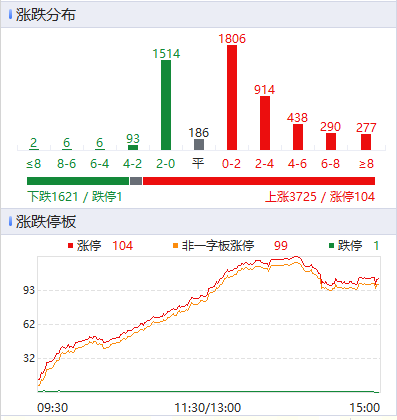 涨跌分布
2 6 6 93 1514 186 1806 914 438 290 277
≤8 8-6 6-4 4-2 2-0 平 0-2 2-4 4-6 6-8 ≥8
下跌1621 / 跌停1 上涨3725 / 涨停104
涨跌停板
涨停 104 非一字板涨停 99 跌停 1
93
62
32
09:30 11:30/13:00 15:00